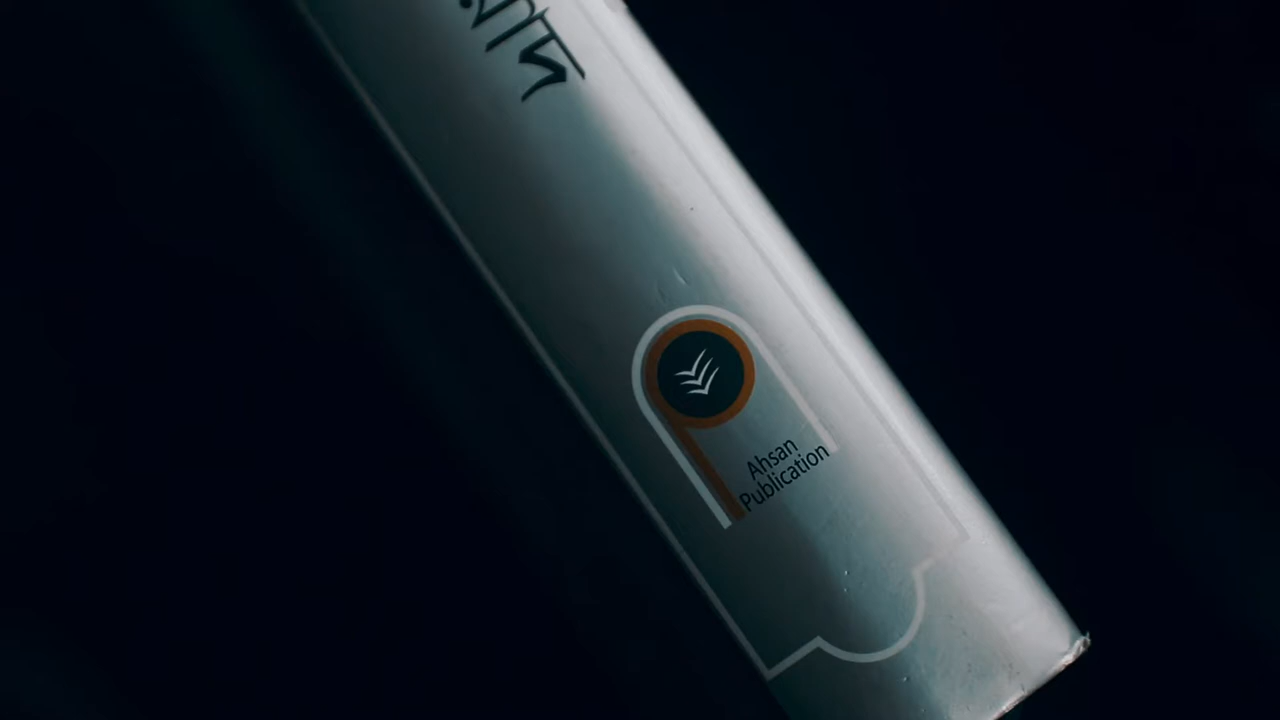 রাদ
Ahsan
Publication